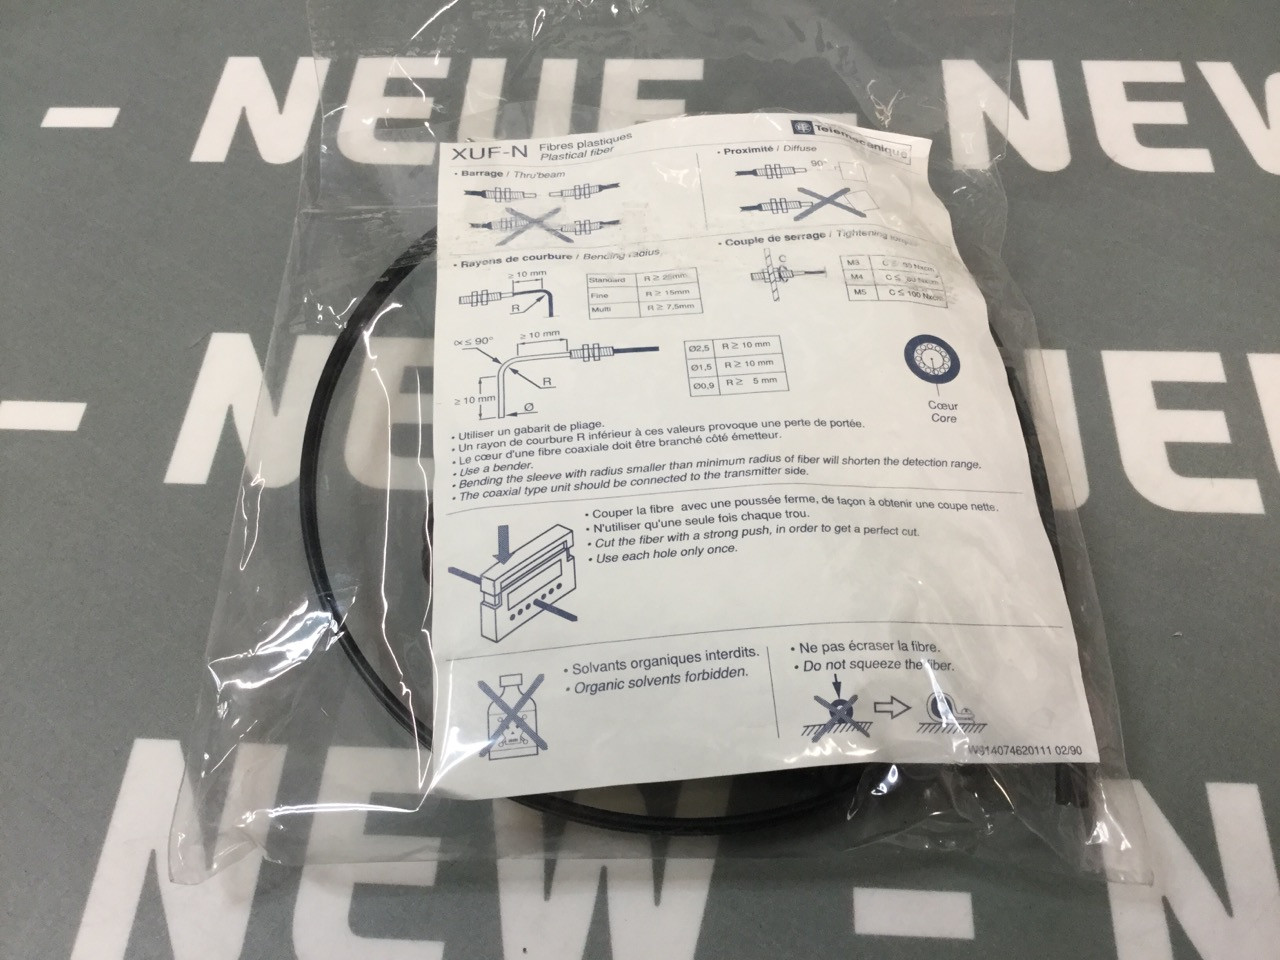 - NEUE - NEW
XUF-N Fibres plastiques
Plastical fiber
Telemecanique
• Barrage / Thru'beam
• Proximité / Diffuse
90°
• Rayons de courbure / Bending radius
• Couple de serrage / Tightening
≥ 10 mm
R
Standard R ≥ 25mm
Fine R ≥ 15mm
Multi R ≥ 7,5mm
C
M3
M4
M5 C ≤ 100 Nacm
∝ ≤ 90°
≥ 10 mm
R
≥ 10 mm
Ø
Ø2,5 R ≥ 10 mm
Ø1,5 R ≥ 10 mm
Ø0,9 R ≥ 5 mm
Cœur
Core
• Utiliser un gabarit de pliage.
• Un rayon de courbure R inférieur à ces valeurs provoque une perte de portée.
• Le cœur d'une fibre coaxiale doit être branché côté émetteur.
• Use a bender.
• Bending the sleeve with radius smaller than minimum radius of fiber will shorten the detection range.
• The coaxial type unit should be connected to the transmitter side.
• Couper la fibre avec une poussée ferme, de façon à obtenir une coupe nette.
• N'utiliser qu'une seule fois chaque trou.
• Cut the fiber with a strong push, in order to get a perfect cut.
• Use each hole only once.
• Solvants organiques interdits.
• Organic solvents forbidden.
• Ne pas écraser la fibre.
• Do not squeeze the fiber.
W814074620111 02/90
NEW -